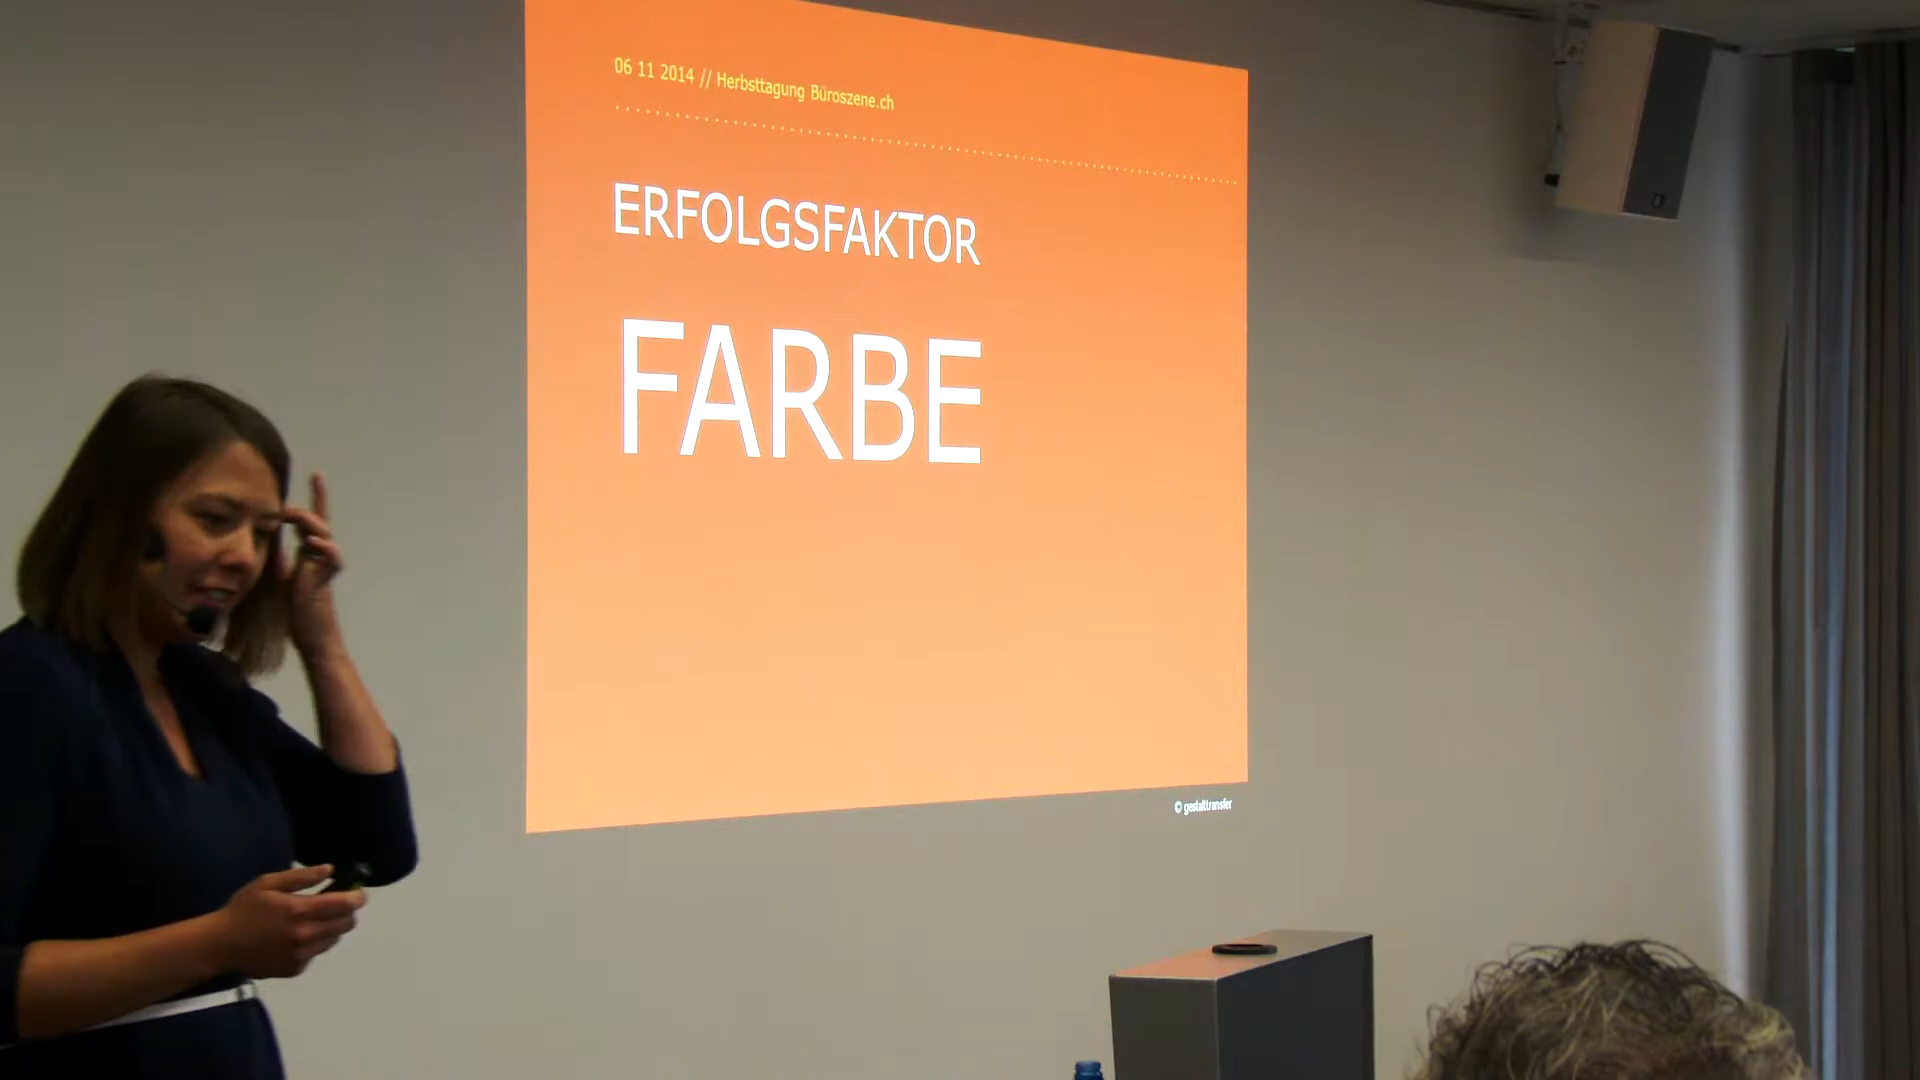 06 11 2014 // Herbsttagung Büroszene.ch
ERFOLGSFAKTOR
FARBE
© gestalttransfer